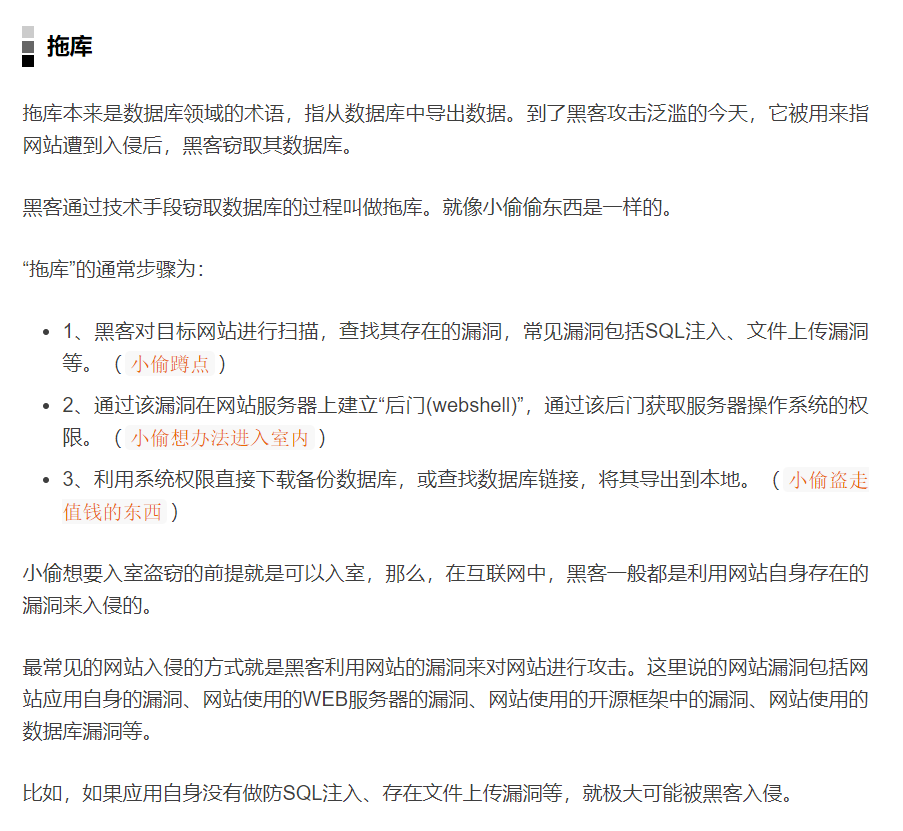 拖库
拖库本来是数据库领域的术语，指从数据库中导出数据。到了黑客攻击泛滥的今天，它被用来指
网站遭到入侵后，黑客窃取其数据库。
黑客通过技术手段窃取数据库的过程叫做拖库。就像小偷偷东西是一样的。
“拖库”的通常步骤为：
• 1、黑客对目标网站进行扫描，查找其存在的漏洞，常见漏洞包括SQL注入、文件上传漏洞
等。（ 小偷蹲点 ）
• 2、通过该漏洞在网站服务器上建立“后门(webshell)”，通过该后门获取服务器操作系统的权
限。（ 小偷想办法进入室内 ）
• 3、利用系统权限直接下载备份数据库，或查找数据库链接，将其导出到本地。（ 小偷盗走
值钱的东西 ）
小偷想要入室盗窃的前提就是可以入室，那么，在互联网中，黑客一般都是利用网站自身存在的
漏洞来入侵的。
最常见的网站入侵的方式就是黑客利用网站的漏洞来对网站进行攻击。这里说的网站漏洞包括网
站应用自身的漏洞、网站使用的WEB服务器的漏洞、网站使用的开源框架中的漏洞、网站使用的
数据库漏洞等。
比如，如果应用自身没有做防SQL注入、存在文件上传漏洞等，就极大可能被黑客入侵。